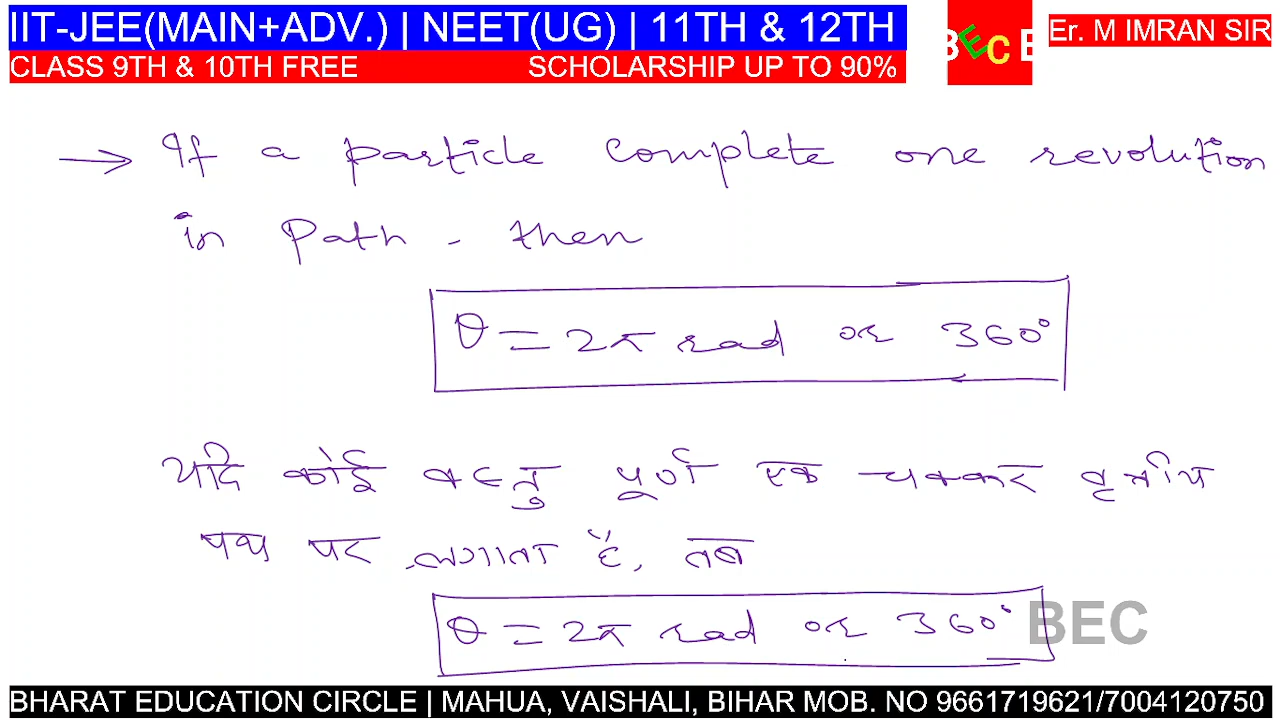 IIT-JEE(MAIN+ADV.) | NEET(UG) | 11TH & 12TH
BEC E
Er. M IMRAN SIR
CLASS 9TH & 10TH FREE SCHOLARSHIP UP TO 90%
→ If a particle complete one revolution
in Path - then
θ = 2π rad or 360°
यदि कोई वस्तु पूर्ण एक चक्कर वृतीय
पथ पर लगाता है, तब
θ = 2π rad or 360°
BEC
BHARAT EDUCATION CIRCLE | MAHUA, VAISHALI, BIHAR MOB. NO 9661719621/7004120750